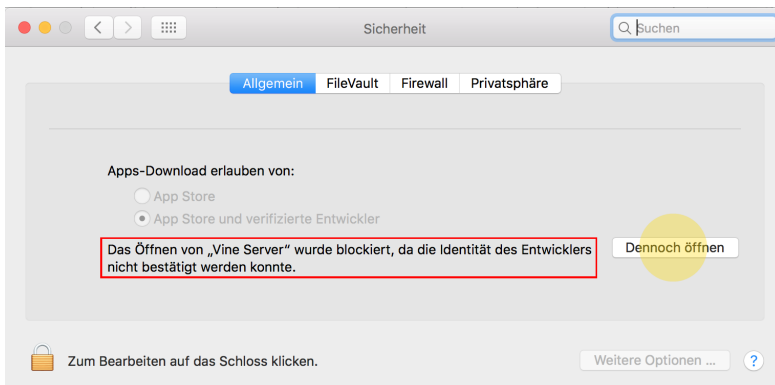 Sicherheit
Suchen
Allgemein FileVault Firewall Privatsphäre
Apps-Download erlauben von:
App Store
App Store und verifizierte Entwickler
Das Öffnen von „Vine Server“ wurde blockiert, da die Identität des Entwicklers
nicht bestätigt werden konnte.
Dennoch öffnen
Zum Bearbeiten auf das Schloss klicken.
Weitere Optionen ...
?